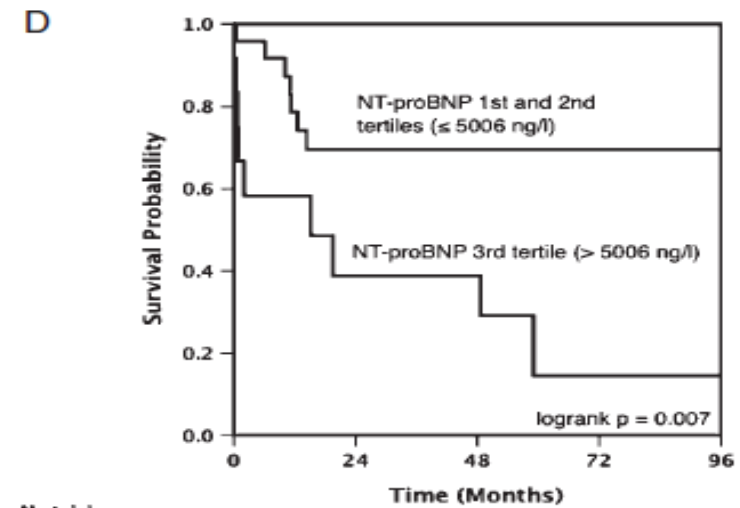 D
1.0
0.8
0.6
0.4
0.2
0.0
Survival Probability
NT-proBNP 1st and 2nd
tertiles (≤ 5006 ng/l)
NT-proBNP 3rd tertile (> 5006 ng/l)
logrank p = 0.007
0 24 48 72 96
Time (Months)